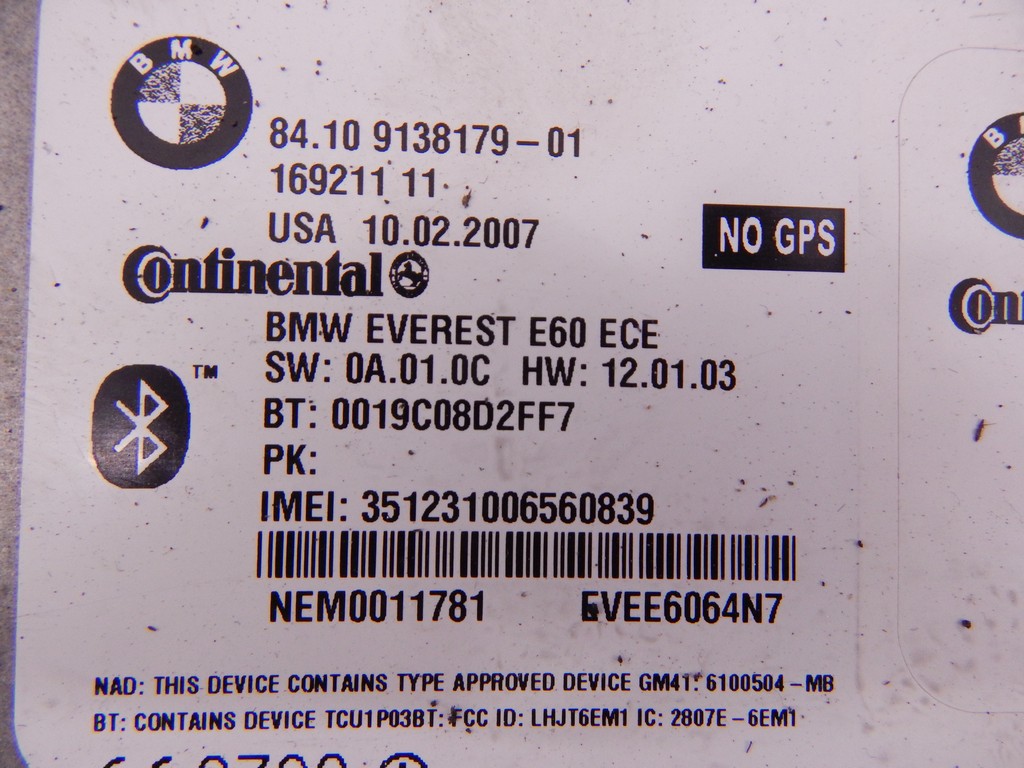 BMW
84.10 9138179-01
169211 11
USA 10.02.2007
NO GPS
Continental
BMW EVEREST E60 ECE
SW: 0A.01.0C HW: 12.01.03
TM
BT: 0019C08D2FF7
PK:
IMEI: 351231006560839
NEM0011781 EVEE6064N7
NAD: THIS DEVICE CONTAINS TYPE APPROVED DEVICE GM41: 6100504-MB
BT: CONTAINS DEVICE TCU1P03BT: FCC ID: LHJT6EM1 IC: 2807E-6EM1